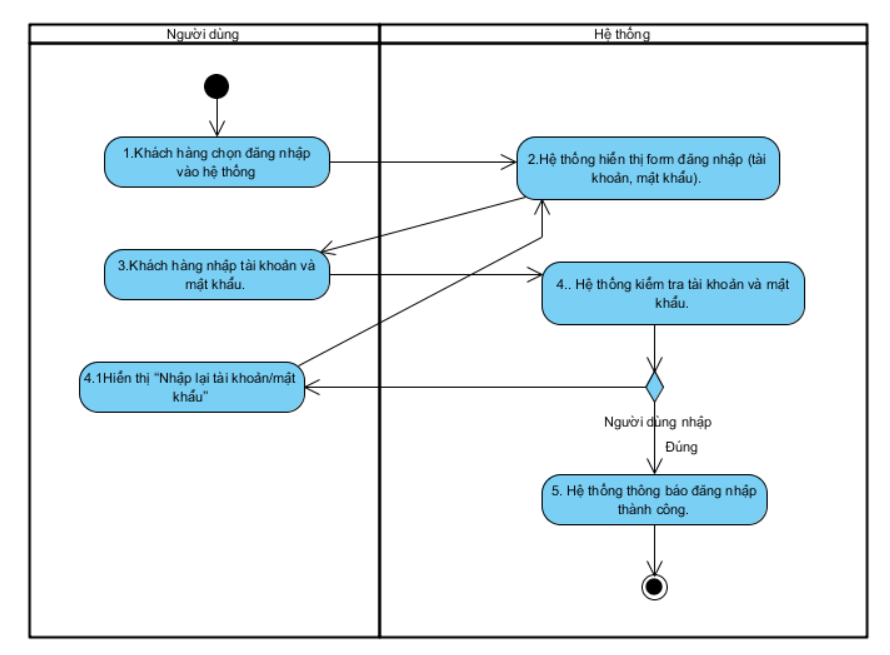 Người dùng
Hệ thống
1.Khách hàng chọn đăng nhập
vào hệ thống
2.Hệ thống hiển thị form đăng nhập (tài
khoản, mật khẩu).
3.Khách hàng nhập tài khoản và
mật khẩu.
4.. Hệ thống kiểm tra tài khoản và mật
khẩu.
4.1Hiển thị "Nhập lại tài khoản/mật
khẩu"
Người dùng nhập
Đúng
5. Hệ thống thông báo đăng nhập
thành công.